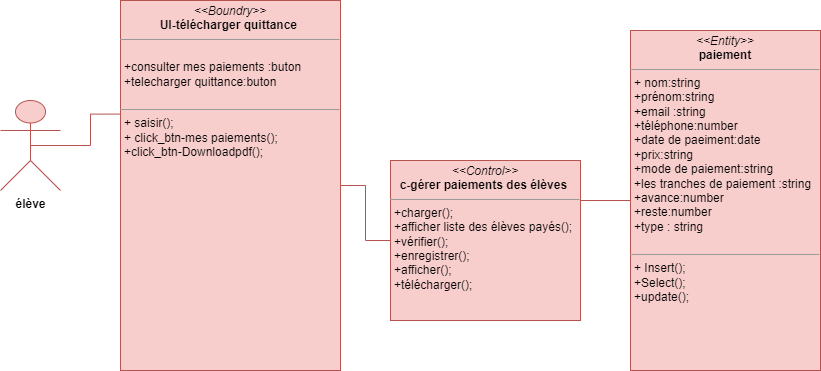 élève
<<Boundry>>
UI-télécharger quittance
+consulter mes paiements :buton
+telecharger quittance:buton
+ saisir();
+ click_btn-mes paiements();
+click_btn-Downloadpdf();
<<Control>>
c-gérer paiements des élèves
+charger();
+afficher liste des élèves payés();
+vérifier();
+enregistrer();
+afficher();
+télécharger();
<<Entity>>
paiement
+ nom:string
+prénom:string
+email :string
+téléphone:number
+date de paeiment:date
+prix:string
+mode de paiement:string
+les tranches de paiement :string
+avance:number
+reste:number
+type : string
+ Insert();
+Select();
+update();